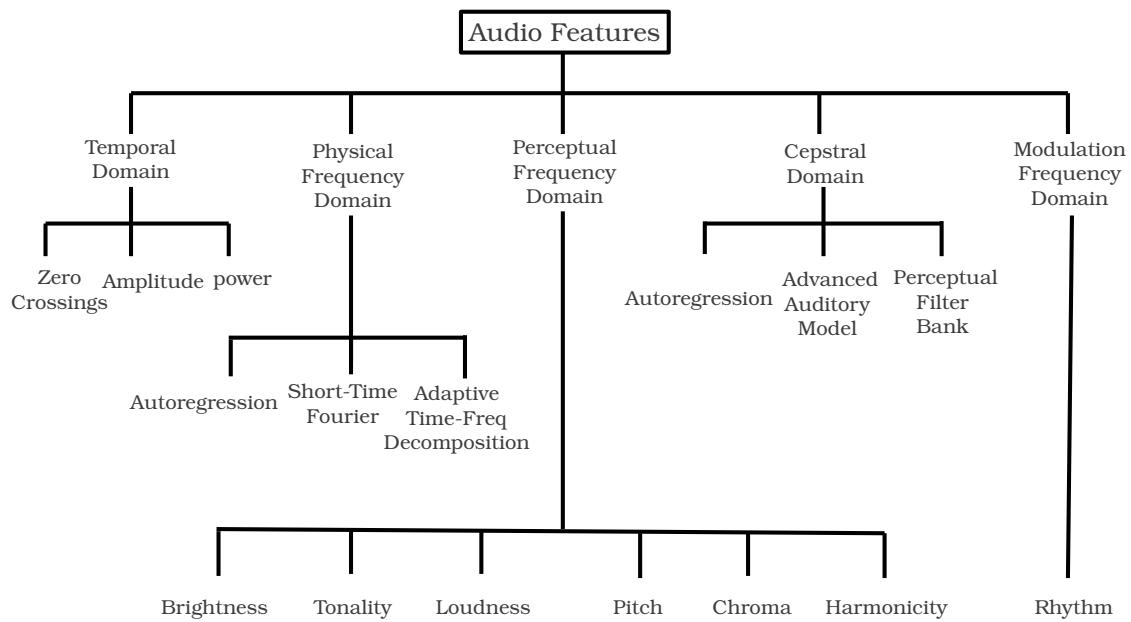 Audio Features
Temporal
Domain
Physical
Frequency
Domain
Perceptual
Frequency
Domain
Cepstral
Domain
Modulation
Frequency
Domain
Zero
Crossings
Amplitude
power
Autoregression
Advanced
Auditory
Model
Perceptual
Filter
Bank
Autoregression
Short-Time
Fourier
Adaptive
Time-Freq
Decomposition
Brightness
Tonality
Loudness
Pitch
Chroma
Harmonicity
Rhythm